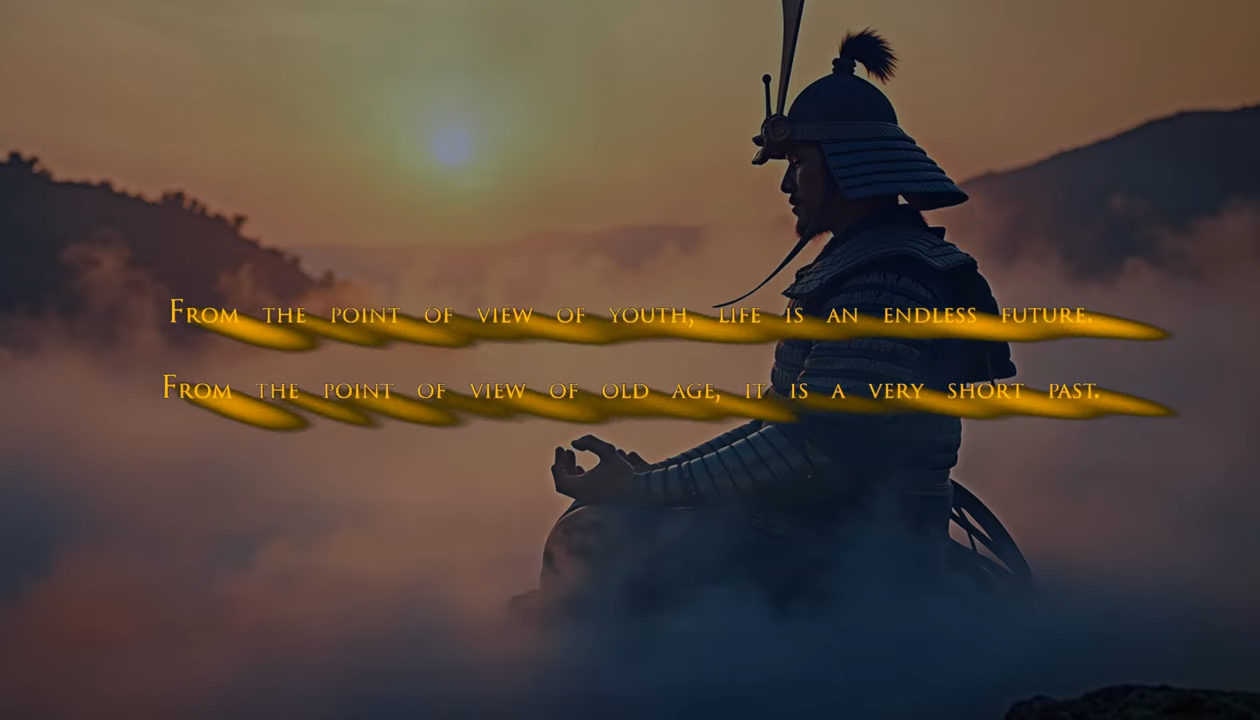 From the point of view of youth, life is an endless future.
From the point of view of old age, it is a very short past.